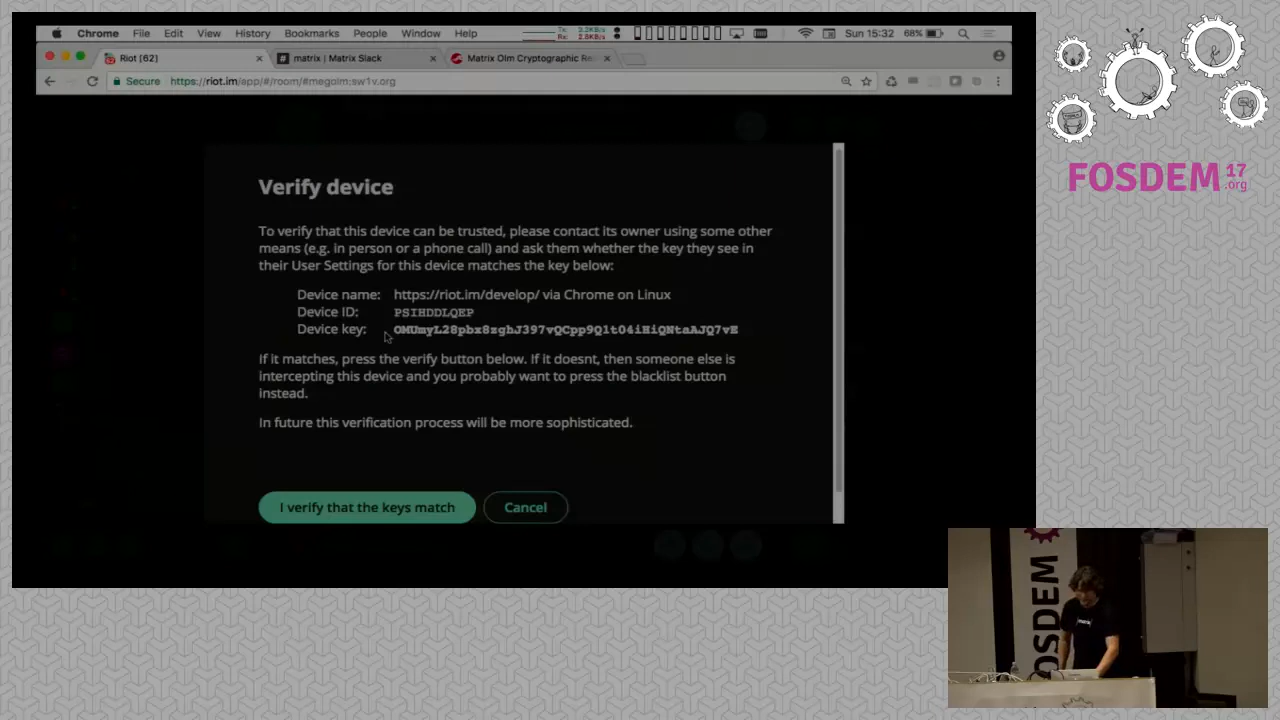 Chrome File Edit View History Bookmarks People Window Help
Sun 15:32 68%
Riot [62]
matrix | Matrix Slack
Matrix Olm Cryptographic Re
Secure https://riot.im/app/#/room/#megolm:sw1v.org
Verify device
To verify that this device can be trusted, please contact its owner using some other
means (e.g. in person or a phone call) and ask them whether the key they see in
their User Settings for this device matches the key below:
Device name: https://riot.im/develop/ via Chrome on Linux
Device ID: PSIHDDLQEP
Device key:
If it matches, press the verify button below. If it doesnt, then someone else is
intercepting this device and you probably want to press the blacklist button
instead.
In future this verification process will be more sophisticated.
I verify that the keys match
Cancel
FOSDEM 17
.org
FOSDEM
OSDEM